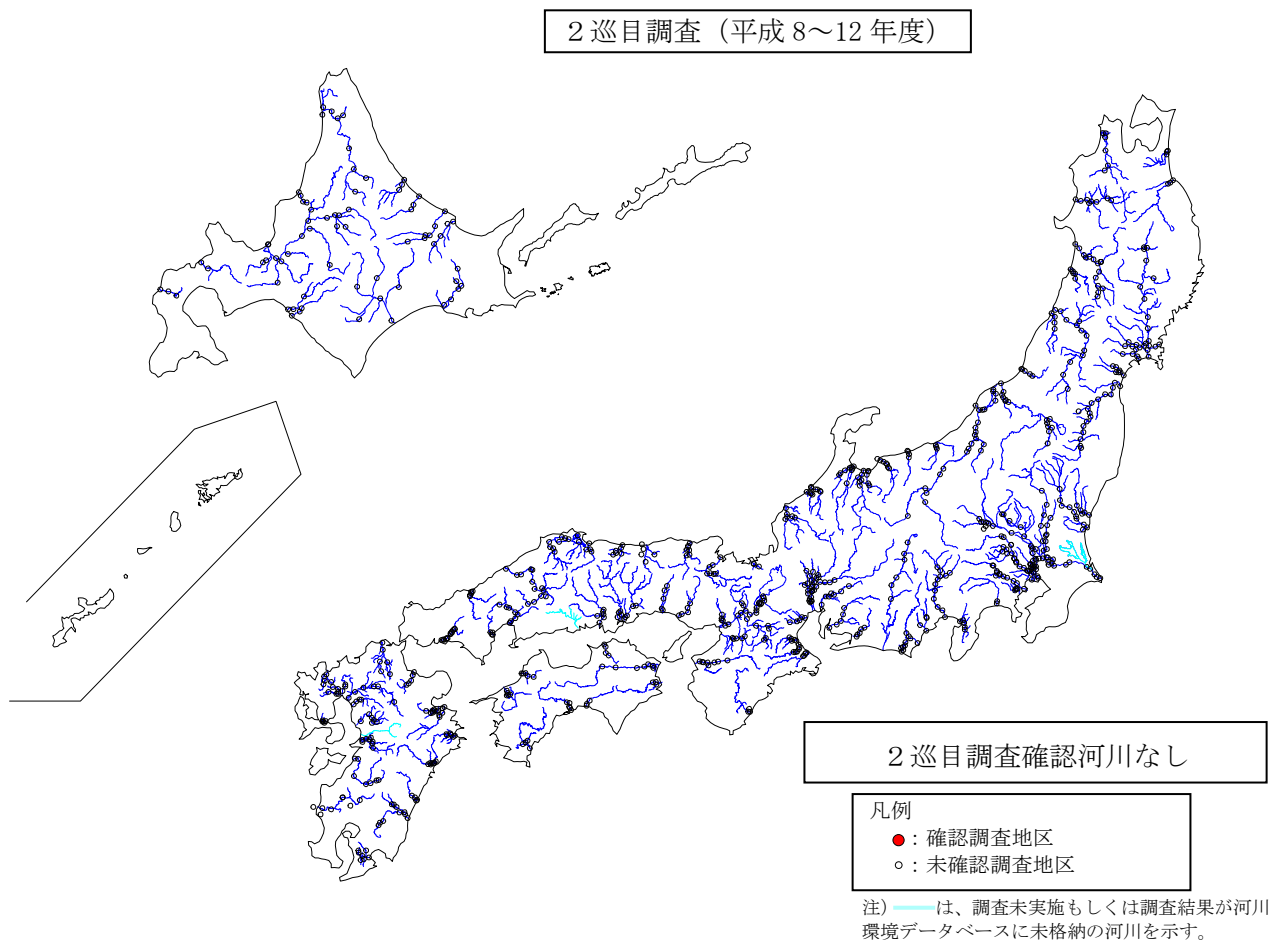 ２巡目調査（平成 8～12 年度）
２巡目調査確認河川なし
凡例
●：確認調査地区
○：未確認調査地区
注）　　は、調査未実施もしくは調査結果が河川
環境データベースに未格納の河川を示す。